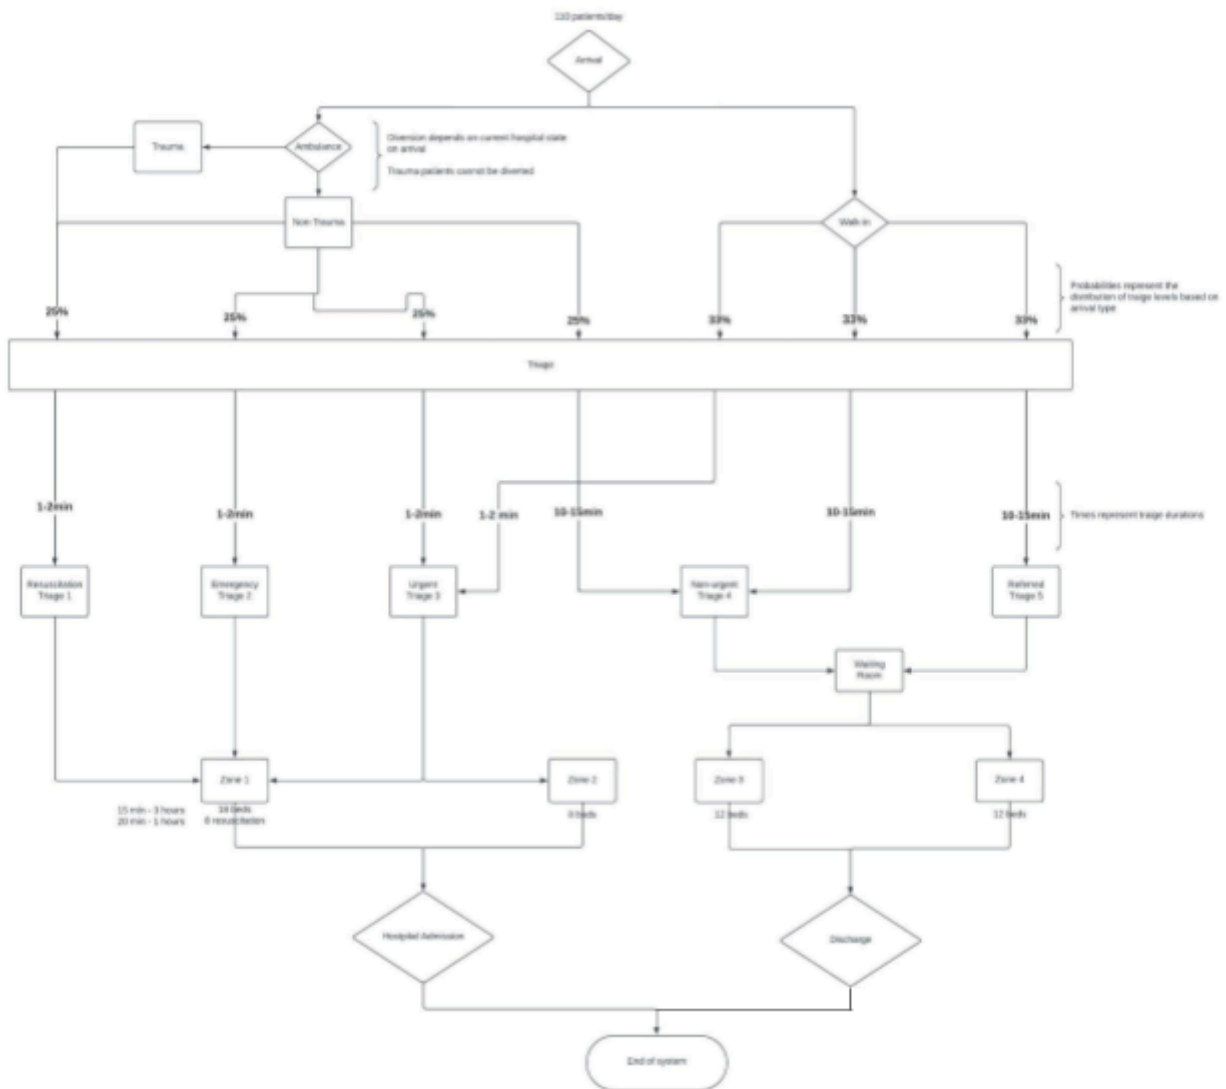 110 patients/day
Arrival
Trauma
Ambulance
Diversion depends on current hospital state
on arrival
Trauma patients cannot be diverted
Non Trauma
Walk in
Probabilities represent the
distribution of traige levels based on
arrival type
25%
25%
25%
25%
33%
33%
33%
Triage
1-2min
1-2min
1-2min
1-2 min
10-15min
10-15min
10-15min
Times represent traige durations
Resuscitation
Triage 1
Emergency
Triage 2
Urgent
Triage 3
Non-urgent
Triage 4
Referred
Triage 5
Waiting
Room
Zone 1
Zone 2
Zone 3
Zone 4
15 min - 3 hours
20 min - 1 hours
beds
6 resuscitation
beds
12 beds
12 beds
Hospital Admission
Discharge
End of system